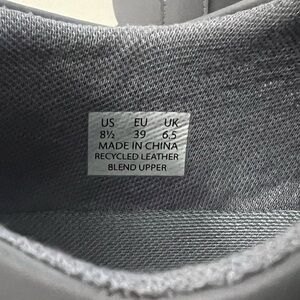 US EU UK
8½ 39 6.5
MADE IN CHINA
RECYCLED LEATHER
BLEND UPPER